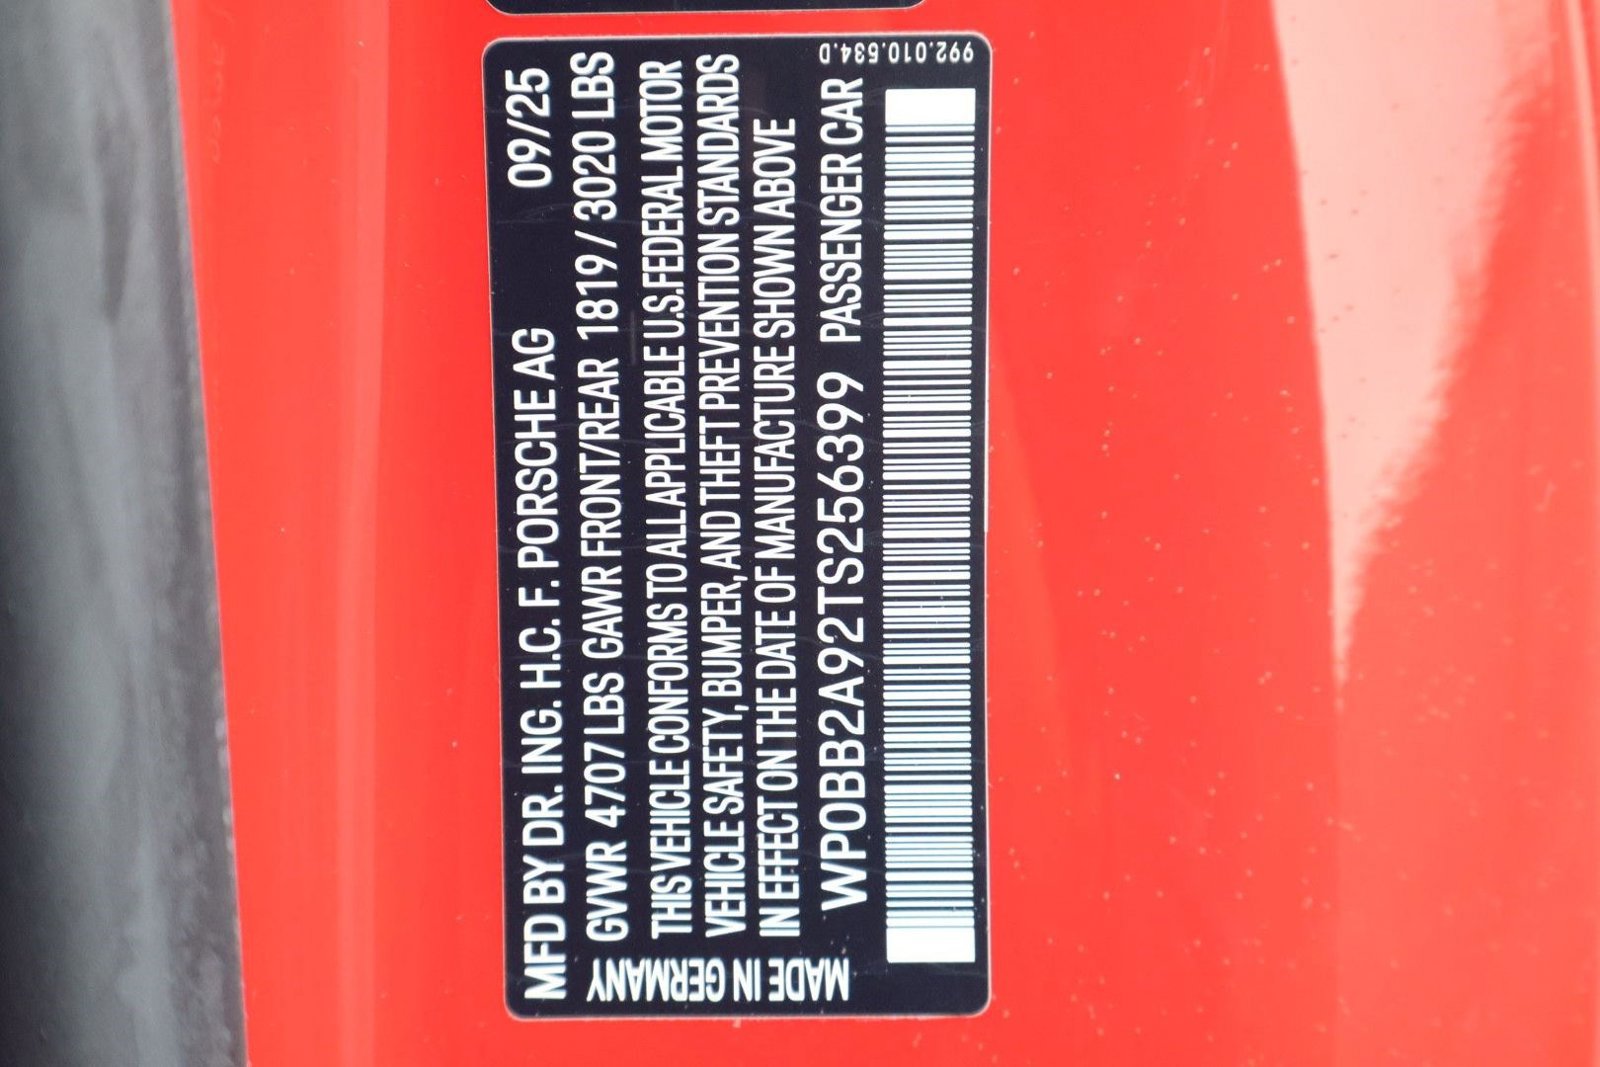 MFD BY DR. ING. H.C. F. PORSCHE AG 09/25
GVWR 4707 LBS GAWR FRONT/REAR 1819 / 3020 LBS
THIS VEHICLE CONFORMS TO ALL APPLICABLE U.S.FEDERAL MOTOR
VEHICLE SAFETY, BUMPER, AND THEFT PREVENTION STANDARDS
IN EFFECT ON THE DATE OF MANUFACTURE SHOWN ABOVE
WP0BB2A92TS256399 PASSENGER CAR
MADE IN GERMANY
992.010.534.D